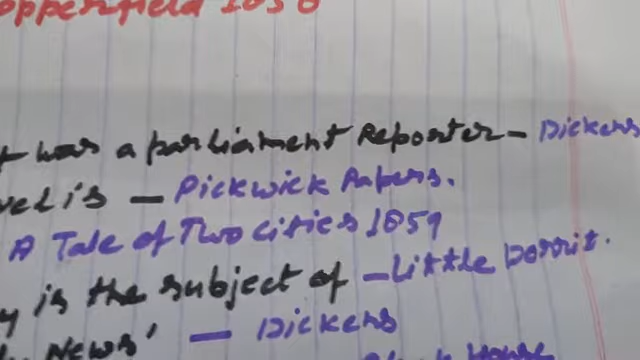 opperfield 1850
t was a parliament Reporter – Dickens
vel is – Pickwick Papers.
A Tale of Two cities 1859
y is the subject of – Little Dorrit.
News' – Dickens
House